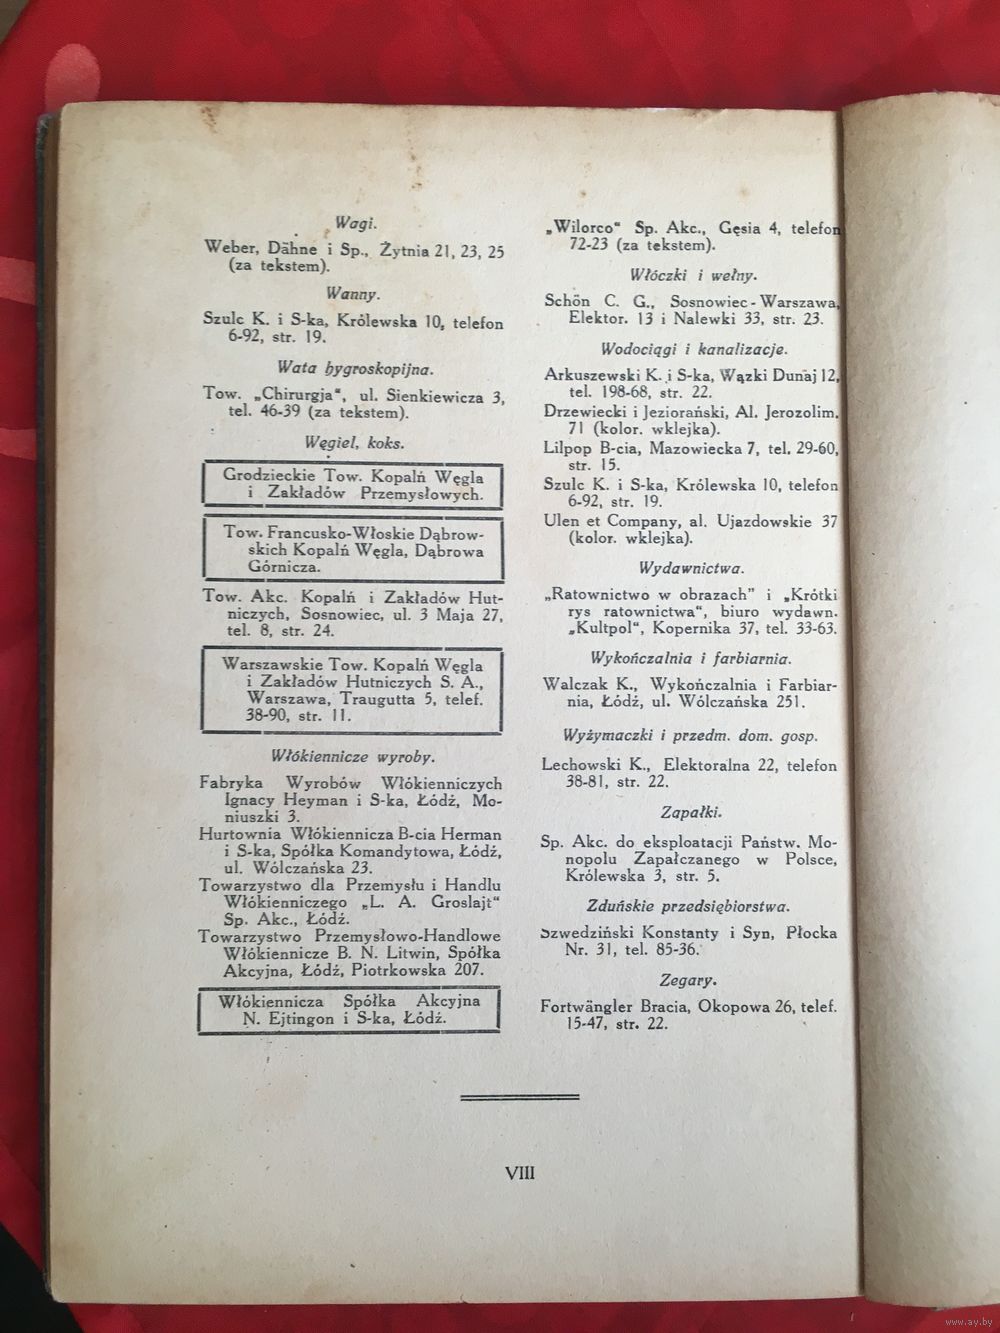 Wagi.
Weber, Dähne i Sp., Żytnia 21, 23, 25
(za tekstem).
Wanny.
Szulc K. i S-ka, Królewska 10, telefon
6-92, str. 19.
Wata hygroskopijna.
Tow. „Chirurgja“, ul. Sienkiewicza 3,
tel. 46-39 (za tekstem).
Węgiel, koks.
Grodzieckie Tow. Kopalń Węgla
i Zakładów Przemysłowych.
Tow. Francusko-Włoskie Dąbrow-
skich Kopalń Węgla, Dąbrowa
Górnicza.
Tow. Akc. Kopalń i Zakładów Hut-
niczych, Sosnowiec, ul. 3 Maja 27,
tel. 8, str. 24.
Warszawskie Tow. Kopalń Węgla
i Zakładów Hutniczych S. A.,
Warszawa, Traugutta 5, telef.
38-90, str. 11.
Włókiennicze wyroby.
Fabryka Wyrobów Włókienniczych
Ignacy Heyman i S-ka, Łódź, Mo-
niuszki 3.
Hurtownia Włókiennicza B-cia Herman
i S-ka, Spółka Komandytowa, Łódź,
ul. Wólczańska 23.
Towarzystwo dla Przemysłu i Handlu
Włókienniczego „L. A. Groslajt“
Sp. Akc., Łódź.
Towarzystwo Przemysłowo-Handlowe
Włókiennicze B. N. Litwin, Spółka
Akcyjna, Łódź, Piotrkowska 207.
Włókiennicza Spółka Akcyjna
N. Ejtingon i S-ka, Łódź.
„Wilorco“ Sp. Akc., Gęsia 4, telefon
72-23 (za tekstem).
Włóczki i wełny.
Schön C. G., Sosnowiec-Warszawa,
Elektor. 13 i Nalewki 33, str. 23.
Wodociągi i kanalizacje.
Arkuszewski K. i S-ka, Wązki Dunaj 12,
tel. 198-68, str. 22.
Drzewiecki i Jeziorański, Al. Jerozolim.
71 (kolor. wklejka).
Lilpop B-cia, Mazowiecka 7, tel. 29-60,
str. 15.
Szulc K. i S-ka, Królewska 10, telefon
6-92, str. 19.
Ulen et Company, al. Ujazdowskie 37
(kolor. wklejka).
Wydawnictwa.
„Ratownictwo w obrazach” i „Krótki
rys ratownictwa“, biuro wydawn.
„Kultpol“, Kopernika 37, tel. 33-63.
Wykończalnia i farbiarnia.
Walczak K., Wykończalnia i Farbiar-
nia, Łódź, ul. Wólczańska 251.
Wyżymaczki i przedm. dom. gosp.
Lechowski K., Elektoralna 22, telefon
38-81, str. 22.
Zapałki.
Sp. Akc. do eksploatacji Państw. Mo-
nopolu Zapałczanego w Polsce,
Królewska 3, str. 5.
Zduńskie przedsiębiorstwa.
Szwedziński Konstanty i Syn, Płocka
Nr. 31, tel. 85-36.
Zegary.
Fortwängler Bracia, Okopowa 26, telef.
15-47, str. 22.
VIII
www.ay.by